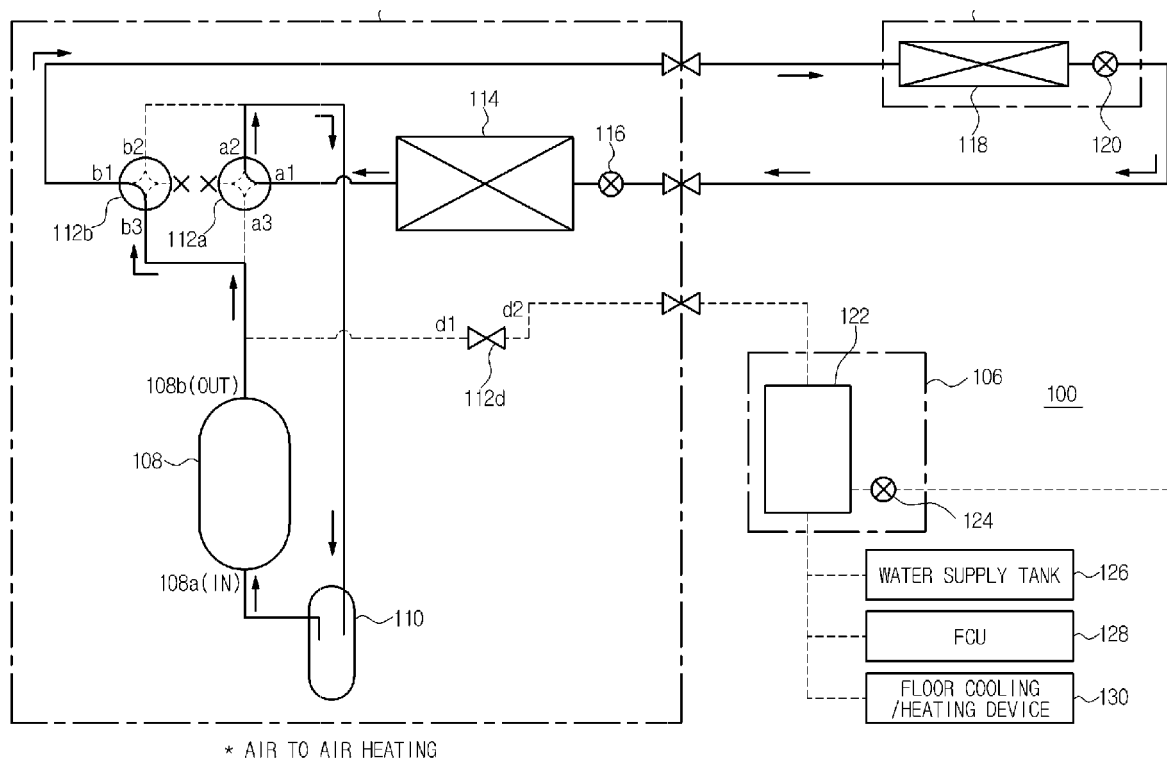 114
116
118
120
b2
a2
b1
a1
112b
b3
112a
a3
d1
d2
122
112d
106
100
108b(OUT)
108
124
108a(IN)
110
WATER SUPPLY TANK
126
FCU
128
FLOOR COOLING
/HEATING DEVICE
130
* AIR TO AIR HEATING